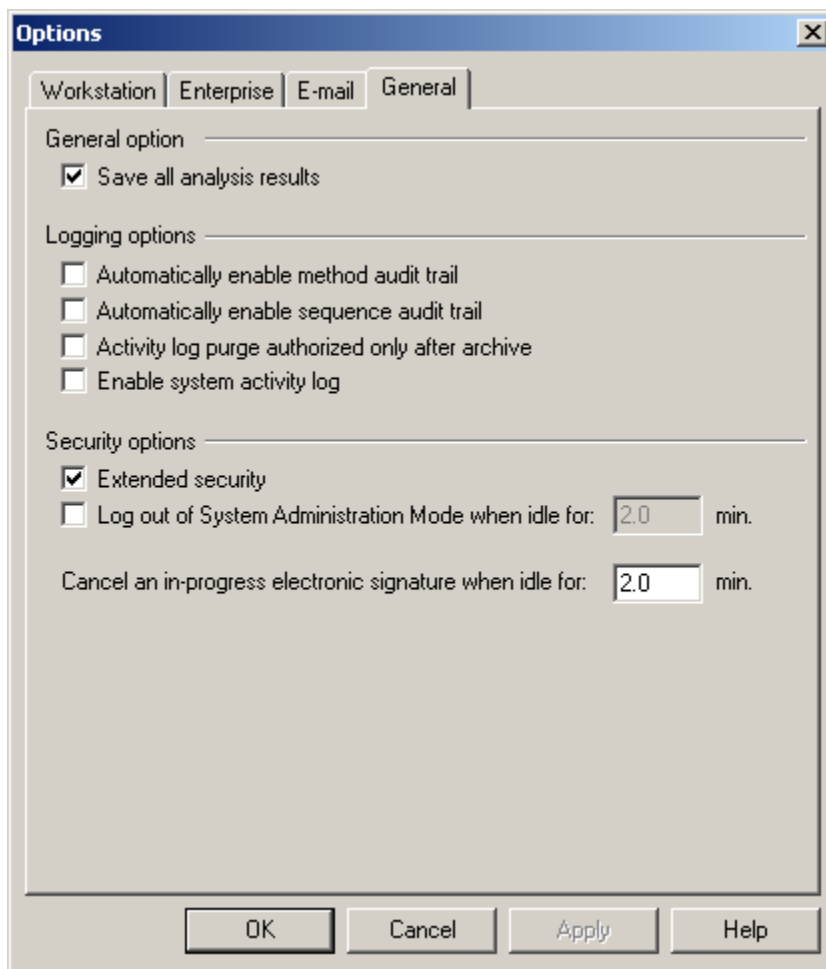 Options
Workstation Enterprise E-mail General
General option
Save all analysis results
Logging options
Automatically enable method audit trail
Automatically enable sequence audit trail
Activity log purge authorized only after archive
Enable system activity log
Security options
Extended security
Log out of System Administration Mode when idle for: 2.0 min.
Cancel an in-progress electronic signature when idle for: 2.0 min.
OK Cancel Apply Help